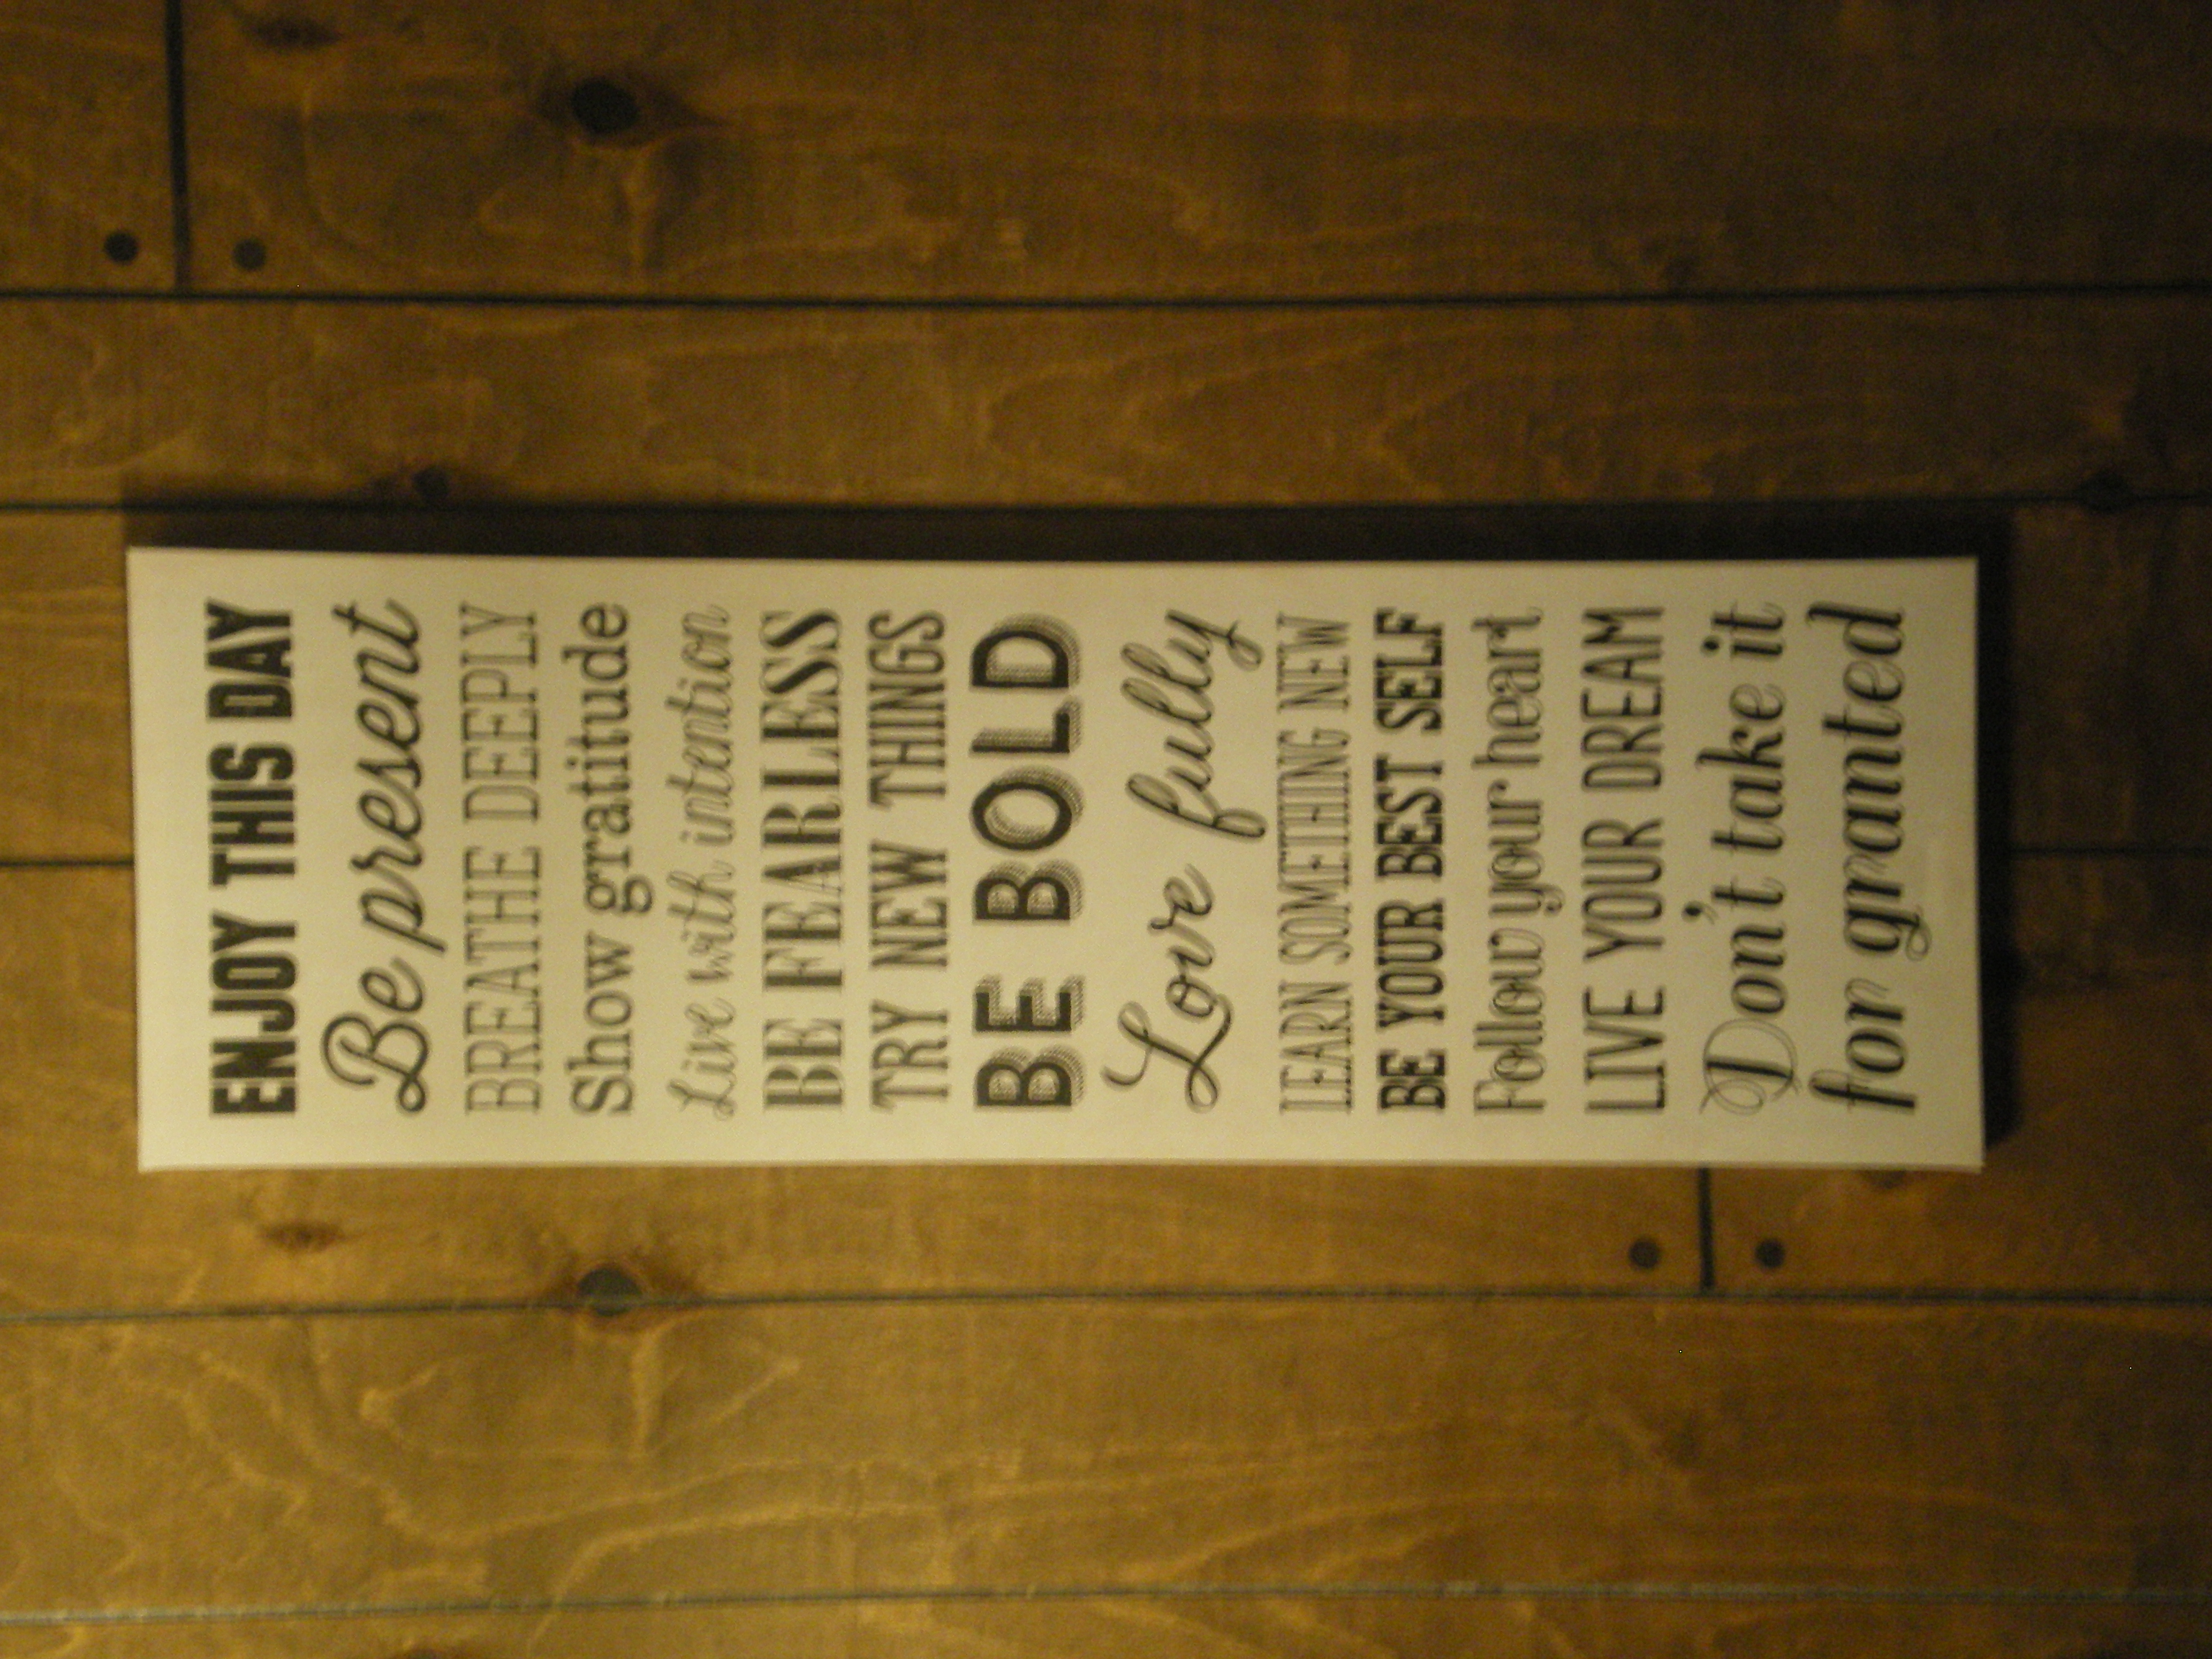 ENJOY THIS DAY
Be present
BREATHE DEEPLY
Show gratitude
Live with intention
BE FEARLESS
TRY NEW THINGS
BE BOLD
Love fully
LEARN SOMETHING NEW
BE YOUR BEST SELF
Follow your heart
LIVE YOUR DREAM
Don't take it
for granted